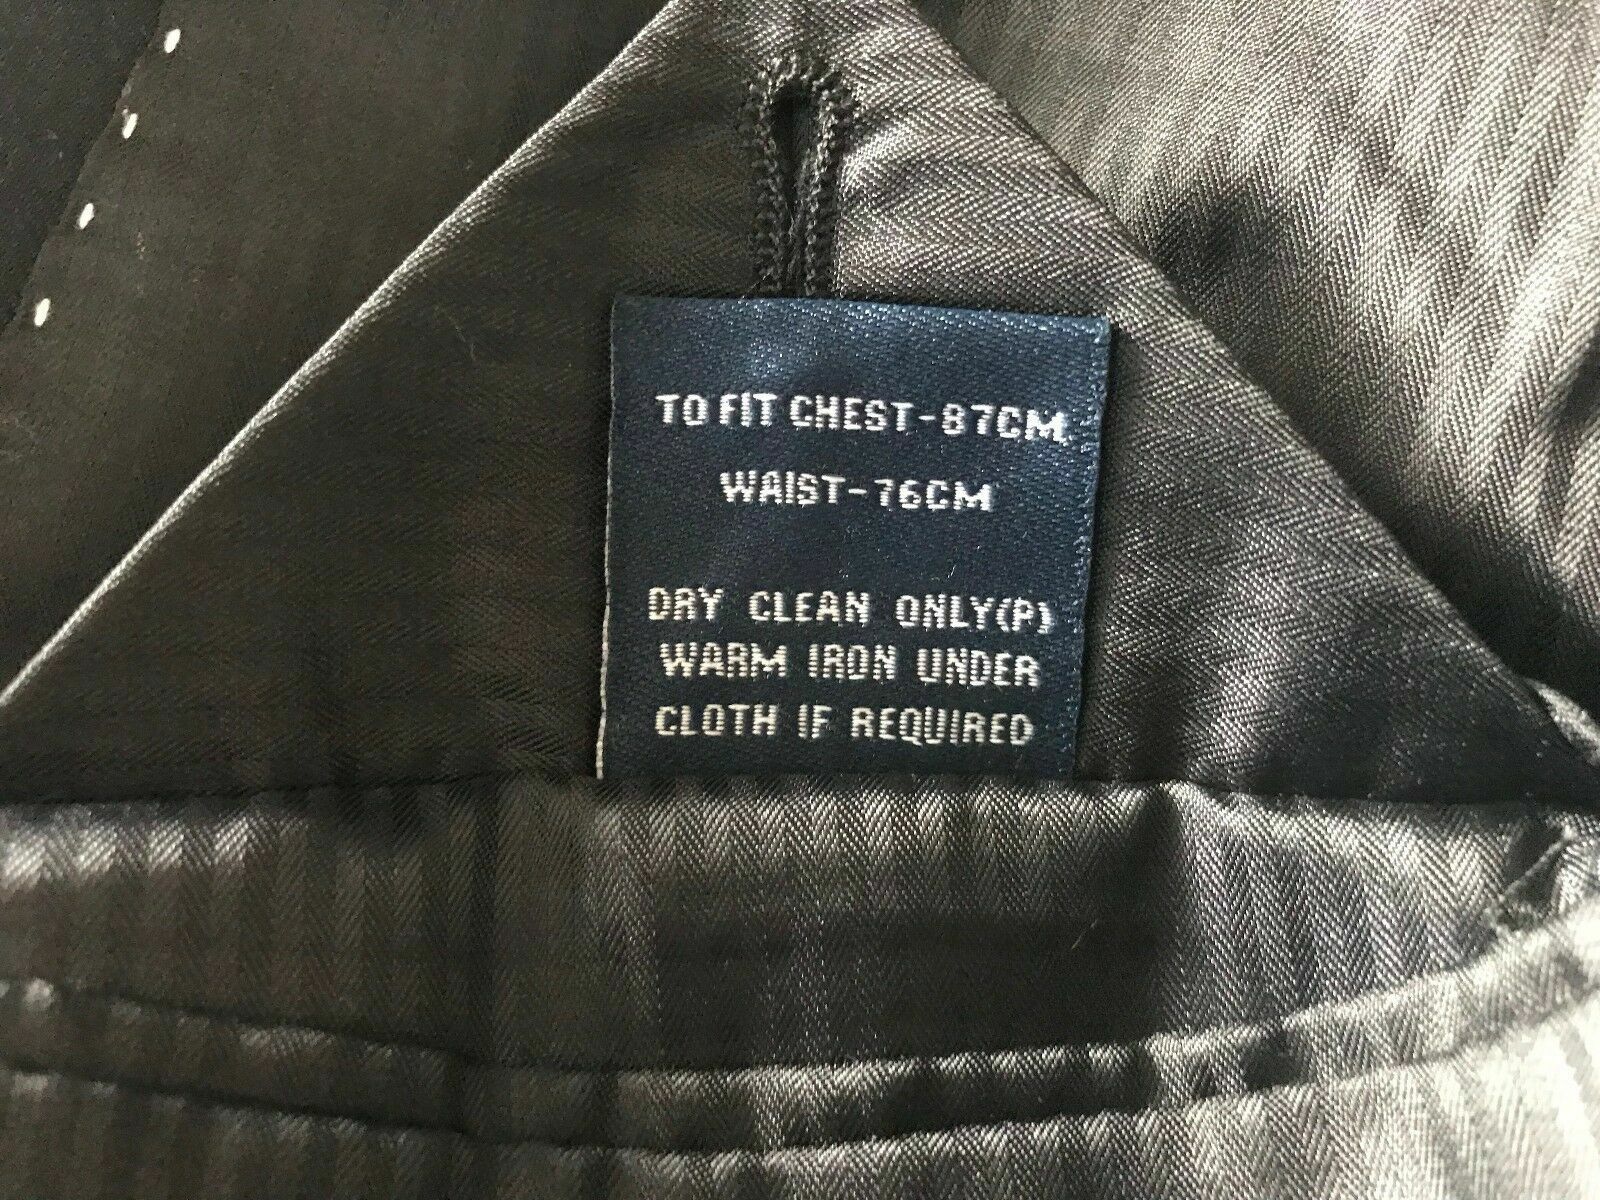 TO FIT CHEST-87CM
WAIST-76CM
DRY CLEAN ONLY(P)
WARM IRON UNDER
CLOTH IF REQUIRED